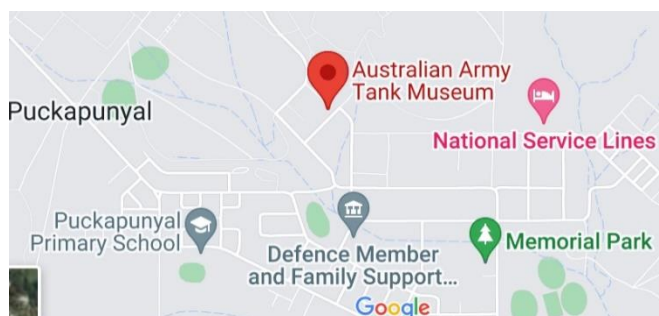 Australian Army
Tank Museum
Puckapunyal
National Service Lines
Puckapunyal
Primary School
Defence Member
and Family Support...
Memorial Park
Google